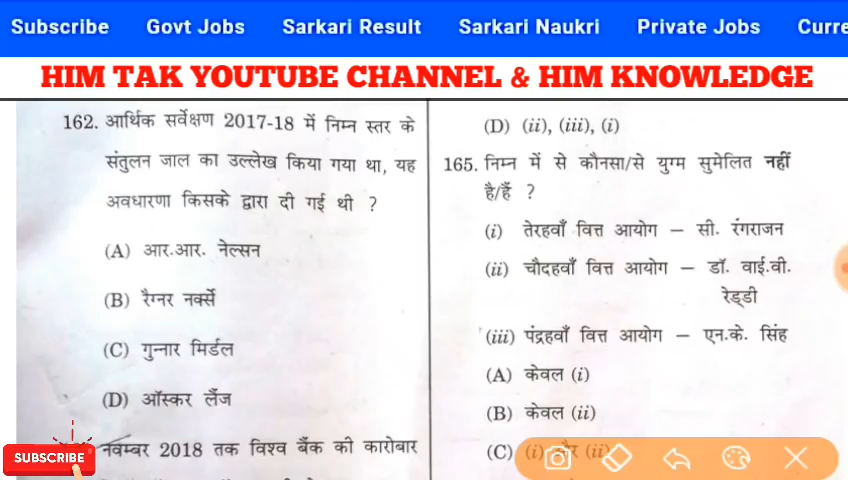 Subscribe Govt Jobs Sarkari Result Sarkari Naukri Private Jobs Curre
HIM TAK YOUTUBE CHANNEL & HIM KNOWLEDGE
162. आर्थिक सर्वेक्षण 2017-18 में निम्न स्तर के
संतुलन जाल का उल्लेख किया गया था, यह
अवधारणा किसके द्वारा दी गई थी ?
(A) आर.आर. नेल्सन
(B) रैग्नर नर्क्से
(C) गुन्नार मिर्डल
(D) ऑस्कर लैंज
नवम्बर 2018 तक विश्व बैंक की कारोबार
(D) (ii), (iii), (i)
165. निम्न में से कौनसा/से युग्म सुमेलित नहीं
है/हैं ?
(i) तेरहवाँ वित्त आयोग – सी. रंगराजन
(ii) चौदहवाँ वित्त आयोग – डॉ. वाई.वी.
रेड्डी
(iii) पंद्रहवाँ वित्त आयोग – एन.के. सिंह
(A) केवल (i)
(B) केवल (ii)
(C) (i) और (ii)
SUBSCRIBE